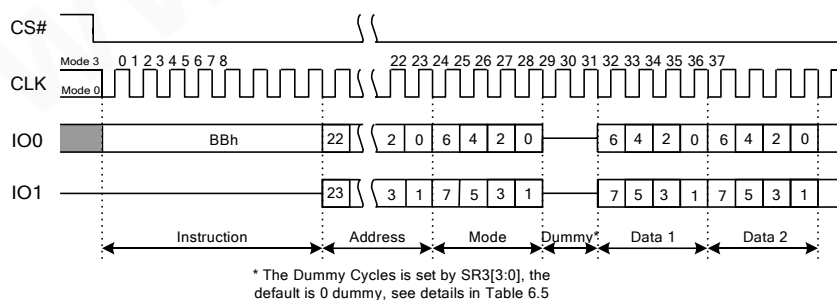 CS#
Mode 3 0 1 2 3 4 5 6 7 8 22 23 24 25 26 27 28 29 30 31 32 33 34 35 36 37
CLK
Mode 0
IO0 BBh 22 2 0 6 4 2 0 6 4 2 0 6 4 2 0
IO1 23 3 1 7 5 3 1 7 5 3 1 7 5 3 1
Instruction Address Mode Dummy* Data 1 Data 2
* The Dummy Cycles is set by SR3[3:0], the
default is 0 dummy, see details in Table 6.5